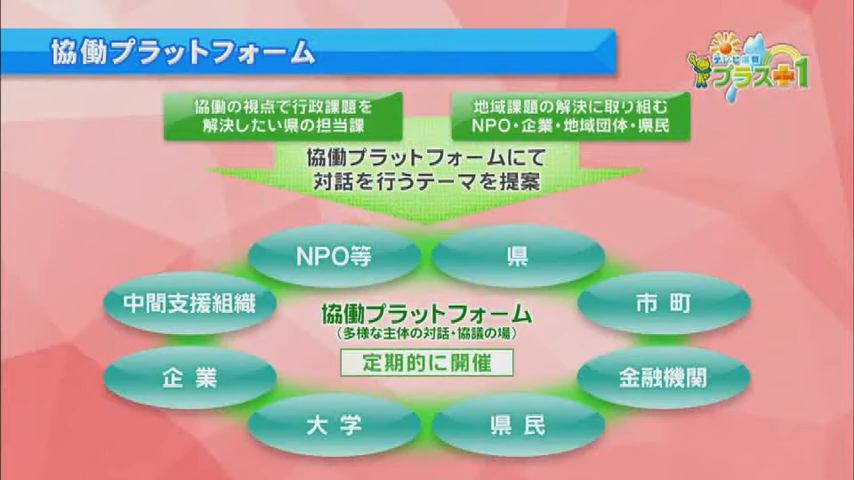 協働プラットフォーム
プラス+1
協働の視点で行政課題を
解決したい県の担当課
地域課題の解決に取り組む
NPO・企業・地域団体・県民
協働プラットフォームにて
対話を行うテーマを提案
NPO等
県
中間支援組織
市町
協働プラットフォーム
（多様な主体の対話・協議の場）
定期的に開催
企業
金融機関
大学
県民